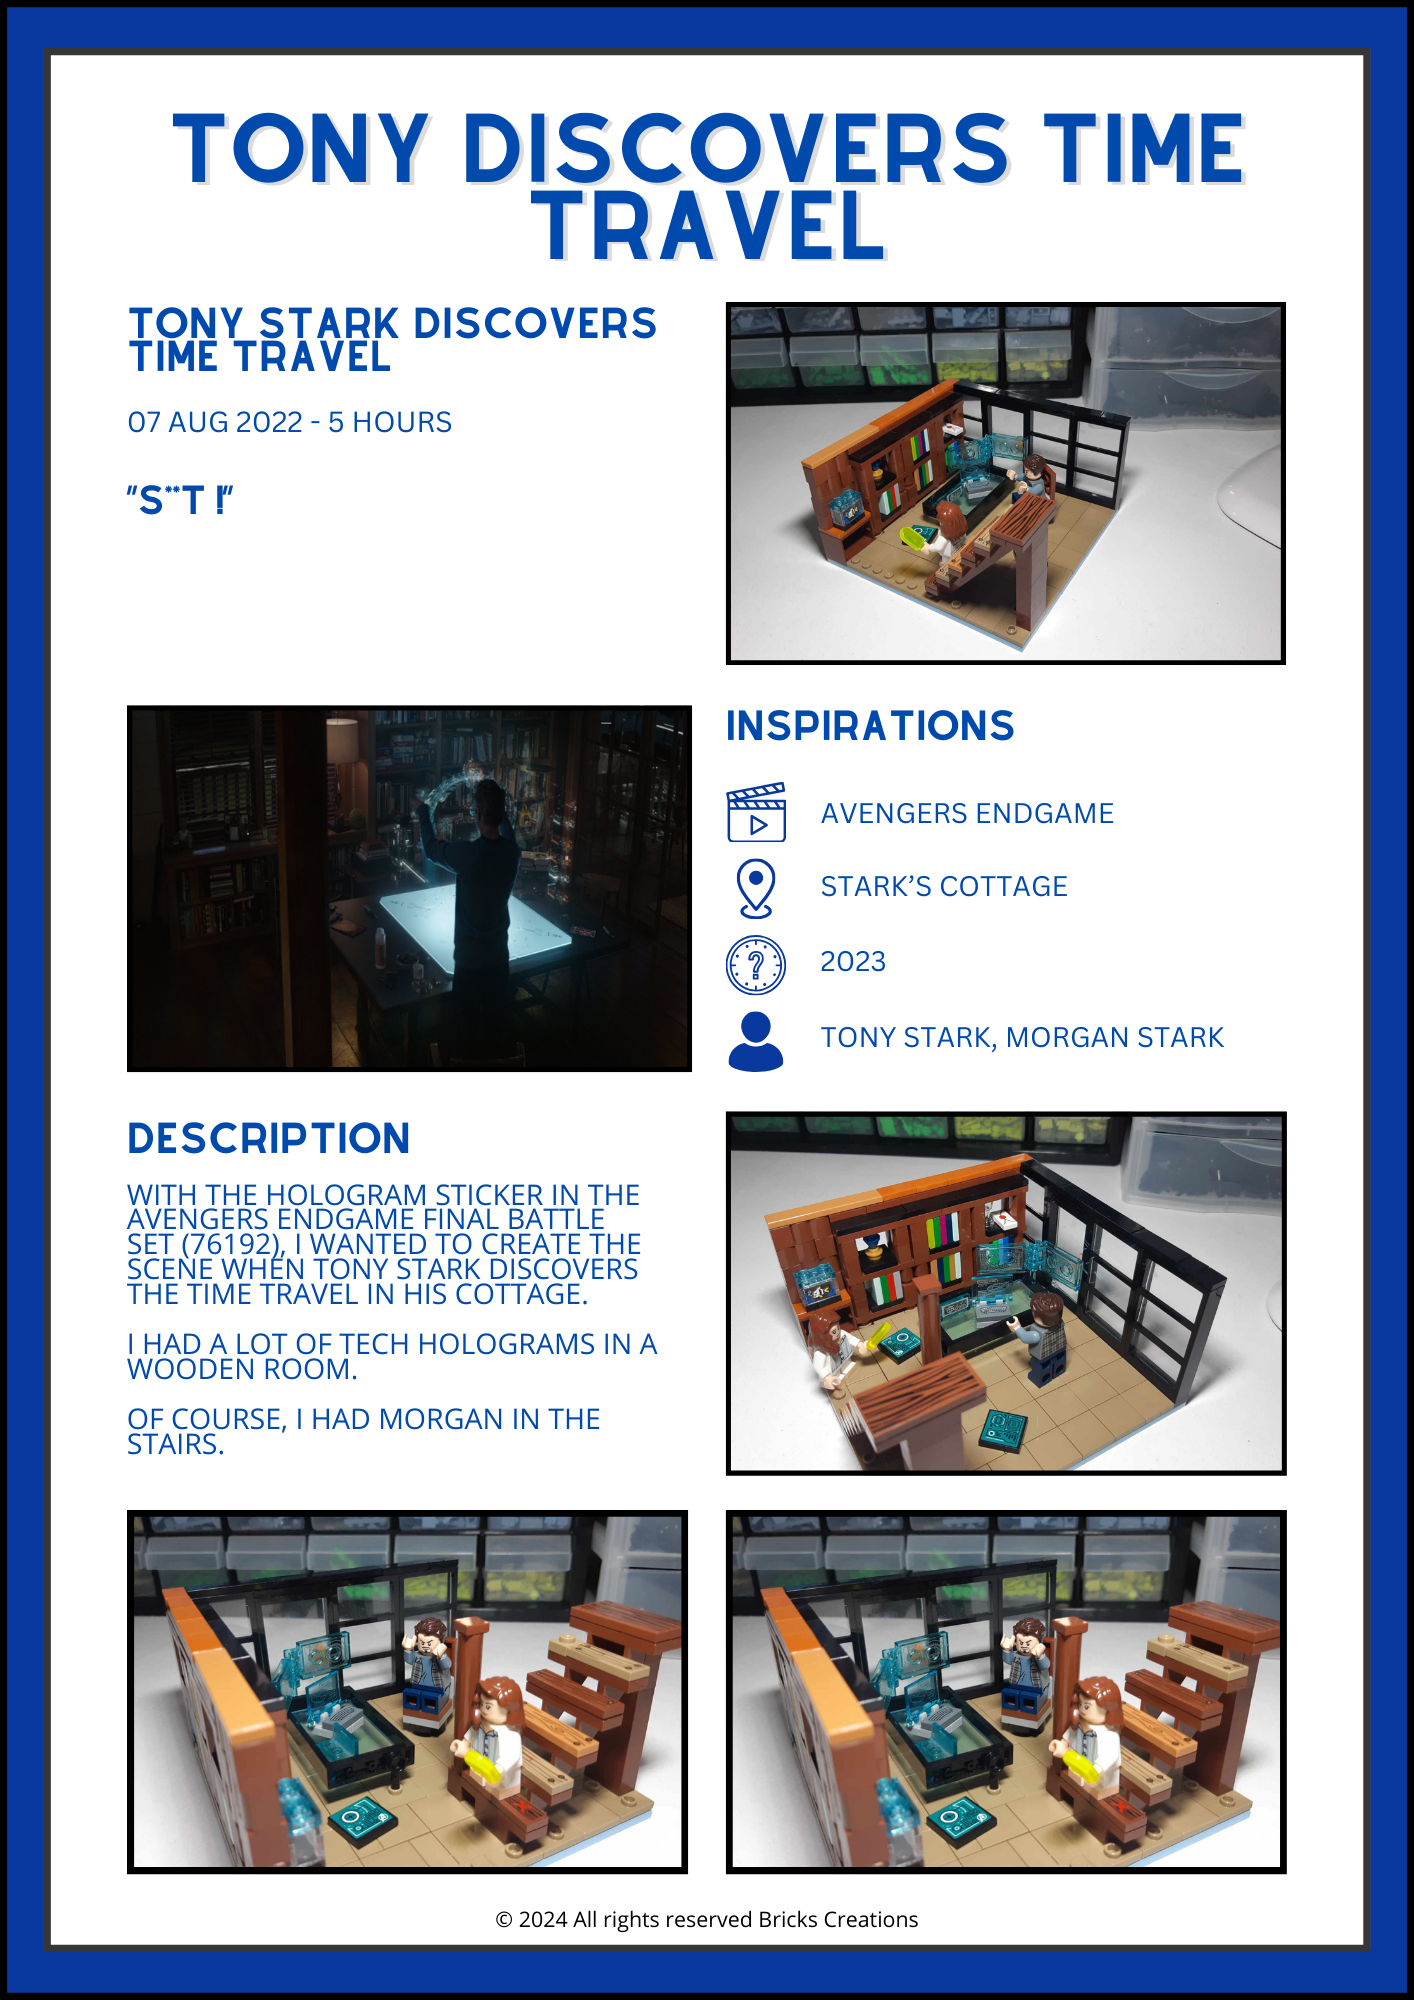 TONY DISCOVERS TIME
TRAVEL
TONY STARK DISCOVERS
TIME TRAVEL
07 AUG 2022 - 5 HOURS
"S**T !"
INSPIRATIONS
AVENGERS ENDGAME
STARK'S COTTAGE
2023
TONY STARK, MORGAN STARK
DESCRIPTION
WITH THE HOLOGRAM STICKER IN THE
AVENGERS ENDGAME FINAL BATTLE
SET (76192), I WANTED TO CREATE THE
SCENE WHEN TONY STARK DISCOVERS
THE TIME TRAVEL IN HIS COTTAGE.
I HAD A LOT OF TECH HOLOGRAMS IN A
WOODEN ROOM.
OF COURSE, I HAD MORGAN IN THE
STAIRS.
© 2024 All rights reserved Bricks Creations